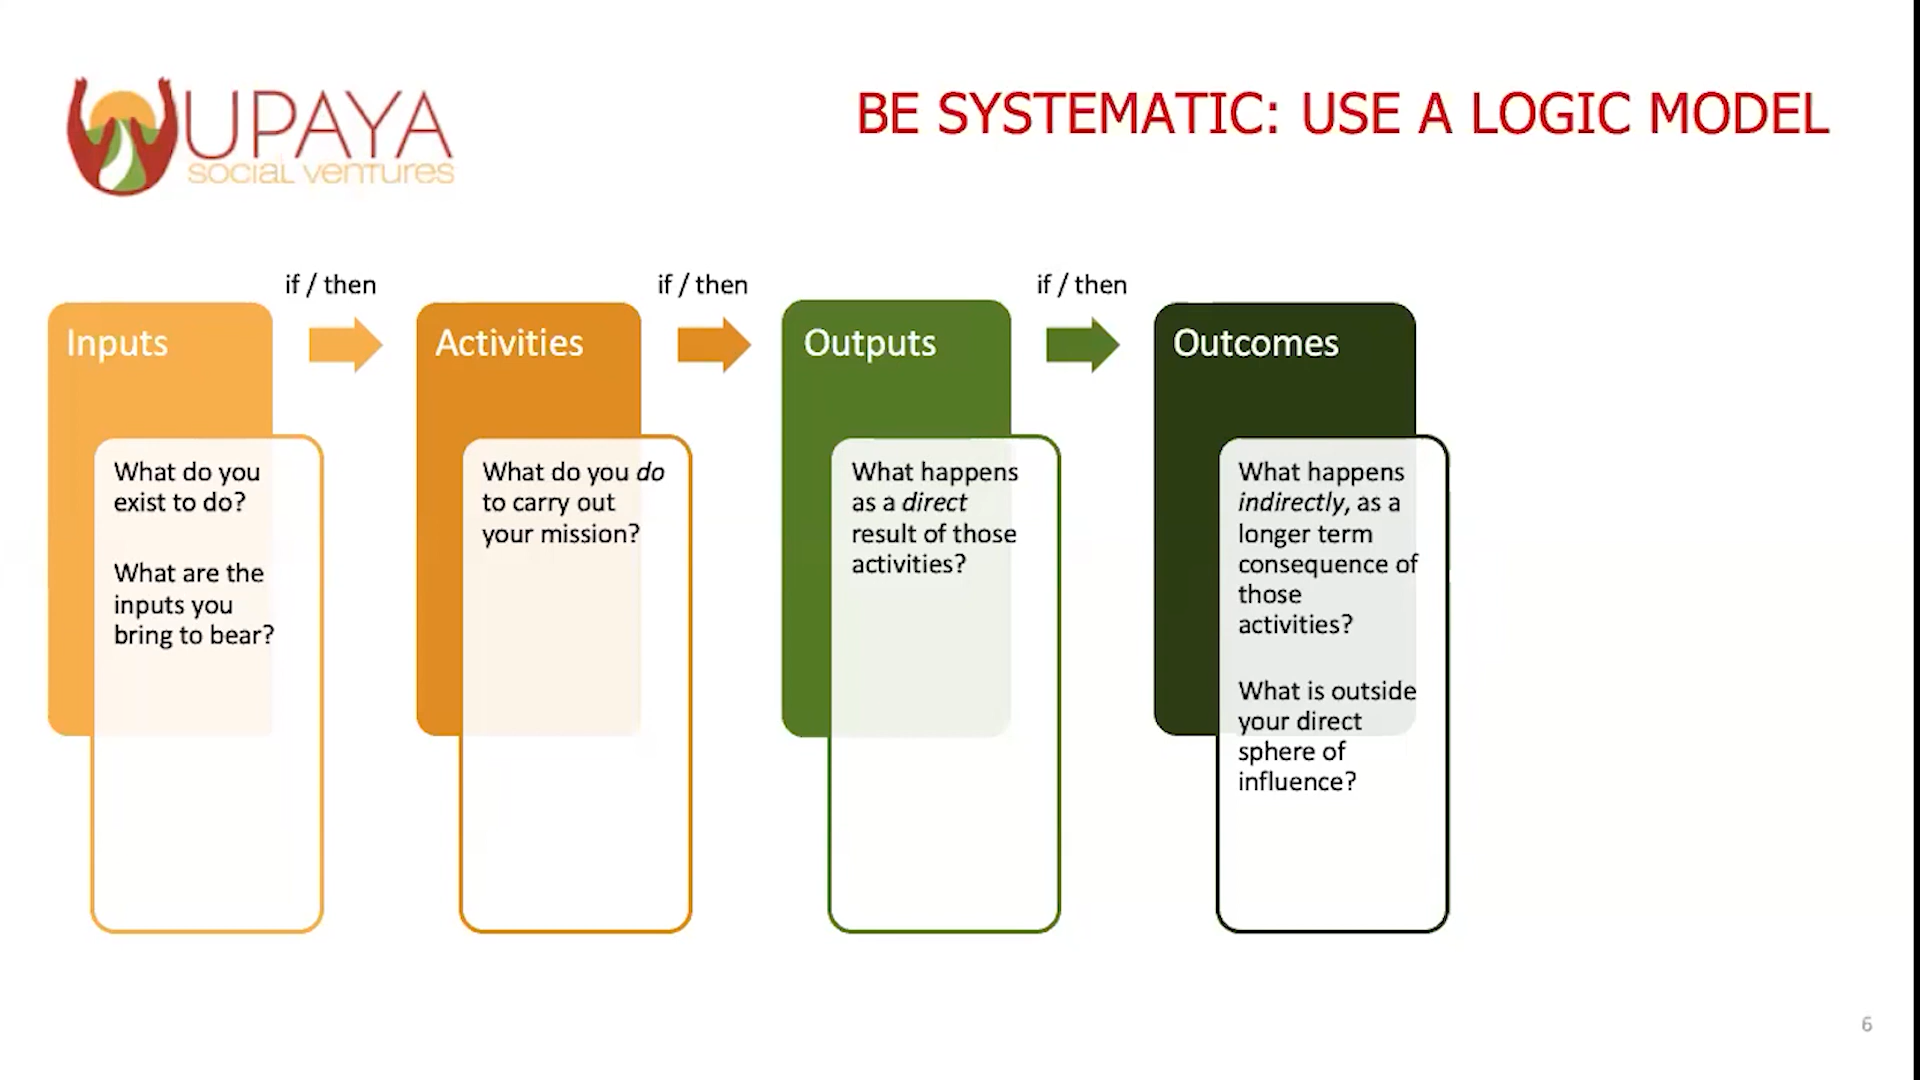 UPAYA
social ventures
BE SYSTEMATIC: USE A LOGIC MODEL
if / then
if / then
if / then
Inputs
What do you
exist to do?
What are the
inputs you
bring to bear?
Activities
What do you do
to carry out
your mission?
Outputs
What happens
as a direct
result of those
activities?
Outcomes
What happens
indirectly, as a
longer term
consequence of
those
activities?
What is outside
your direct
sphere of
influence?
6